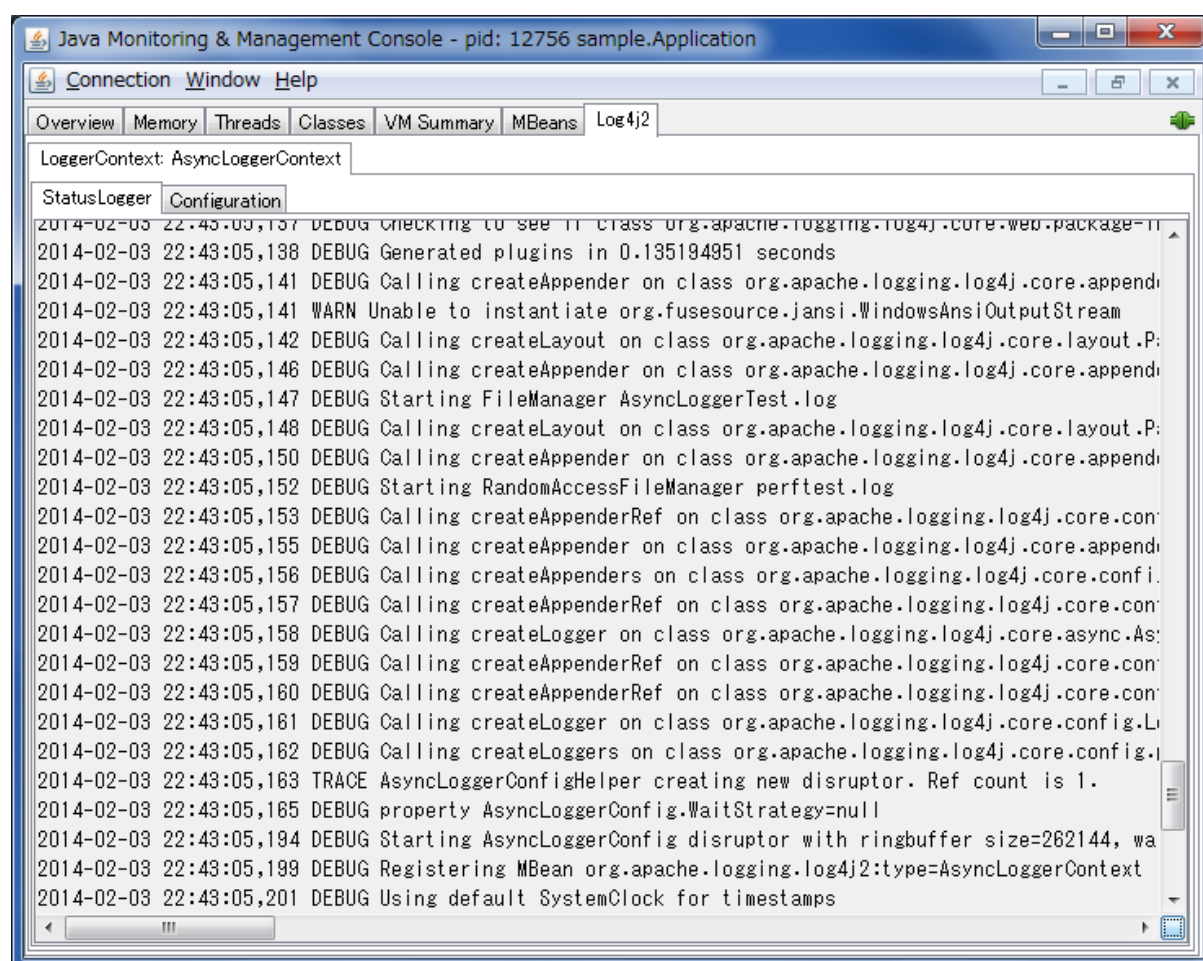 Java Monitoring & Management Console - pid: 12756 sample.Application
Connection Window Help
Overview Memory Threads Classes VM Summary MBeans Log4j2
LoggerContext: AsyncLoggerContext
StatusLogger Configuration
2014-02-03 22:43:05,137 DEBUG Checking to see if class org.apache.logging.log4j.core.web.package-i
2014-02-03 22:43:05,138 DEBUG Generated plugins in 0.135194951 seconds
2014-02-03 22:43:05,141 DEBUG Calling createAppender on class org.apache.logging.log4j.core.append
2014-02-03 22:43:05,141 WARN Unable to instantiate org.fusesource.jansi.WindowsAnsiOutputStream
2014-02-03 22:43:05,142 DEBUG Calling createLayout on class org.apache.logging.log4j.core.layout.P
2014-02-03 22:43:05,146 DEBUG Calling createAppender on class org.apache.logging.log4j.core.append
2014-02-03 22:43:05,147 DEBUG Starting FileManager AsyncLoggerTest.log
2014-02-03 22:43:05,148 DEBUG Calling createLayout on class org.apache.logging.log4j.core.layout.P
2014-02-03 22:43:05,150 DEBUG Calling createAppender on class org.apache.logging.log4j.core.append
2014-02-03 22:43:05,152 DEBUG Starting RandomAccessFileManager perftest.log
2014-02-03 22:43:05,153 DEBUG Calling createAppenderRef on class org.apache.logging.log4j.core.con
2014-02-03 22:43:05,155 DEBUG Calling createAppender on class org.apache.logging.log4j.core.append
2014-02-03 22:43:05,156 DEBUG Calling createAppenders on class org.apache.logging.log4j.core.confi
2014-02-03 22:43:05,157 DEBUG Calling createAppenderRef on class org.apache.logging.log4j.core.con
2014-02-03 22:43:05,158 DEBUG Calling createLogger on class org.apache.logging.log4j.core.async.As
2014-02-03 22:43:05,159 DEBUG Calling createAppenderRef on class org.apache.logging.log4j.core.con
2014-02-03 22:43:05,160 DEBUG Calling createAppenderRef on class org.apache.logging.log4j.core.con
2014-02-03 22:43:05,161 DEBUG Calling createLogger on class org.apache.logging.log4j.core.config.L
2014-02-03 22:43:05,162 DEBUG Calling createLoggers on class org.apache.logging.log4j.core.config.
2014-02-03 22:43:05,163 TRACE AsyncLoggerConfigHelper creating new disruptor. Ref count is 1.
2014-02-03 22:43:05,165 DEBUG property AsyncLoggerConfig.WaitStrategy=null
2014-02-03 22:43:05,194 DEBUG Starting AsyncLoggerConfig disruptor with ringbuffer size=262144, wa
2014-02-03 22:43:05,199 DEBUG Registering MBean org.apache.logging.log4j2:type=AsyncLoggerContext
2014-02-03 22:43:05,201 DEBUG Using default SystemClock for timestamps